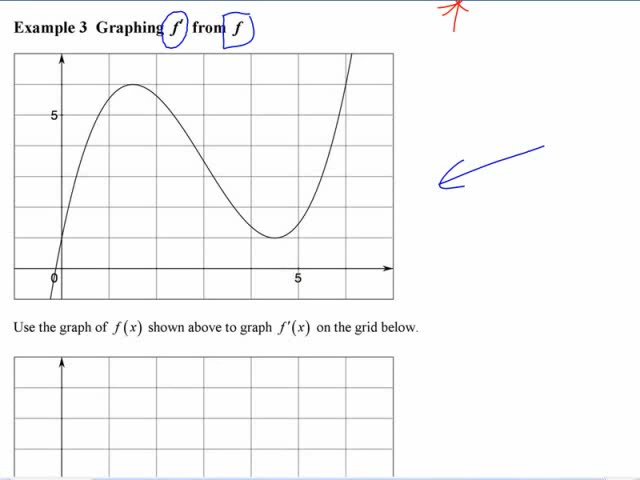 Example 3 Graphing f' from f
5
0
5
Use the graph of f(x) shown above to graph f'(x) on the grid below.